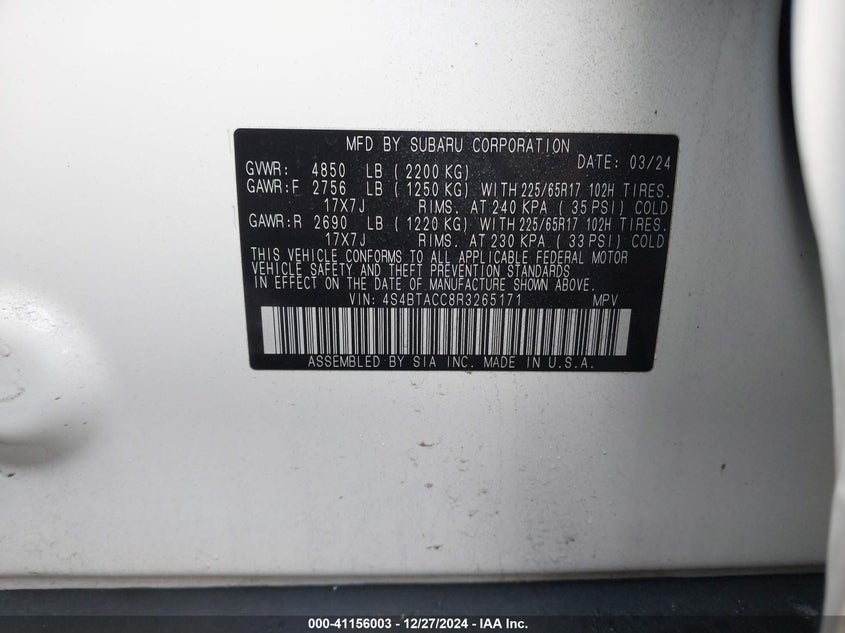 MFD BY SUBARU CORPORATION
GVWR: 4850 LB (2200 KG) DATE: 03/24
GAWR:F 2756 LB (1250 KG) WITH 225/65R17 102H TIRES.
17X7J RIMS. AT 240 KPA (35 PSI) COLD
GAWR:R 2690 LB (1220 KG) WITH 225/65R17 102H TIRES.
17X7J RIMS. AT 230 KPA (33 PSI) COLD
THIS VEHICLE CONFORMS TO ALL APPLICABLE FEDERAL MOTOR
VEHICLE SAFETY AND THEFT PREVENTION STANDARDS
IN EFFECT ON THE DATE OF MANUFACTURE SHOWN ABOVE.
VIN: 4S4BTACC8R3265171 MPV
ASSEMBLED BY SIA INC. MADE IN U.S.A.
000-41156003 - 12/27/2024 - IAA Inc.